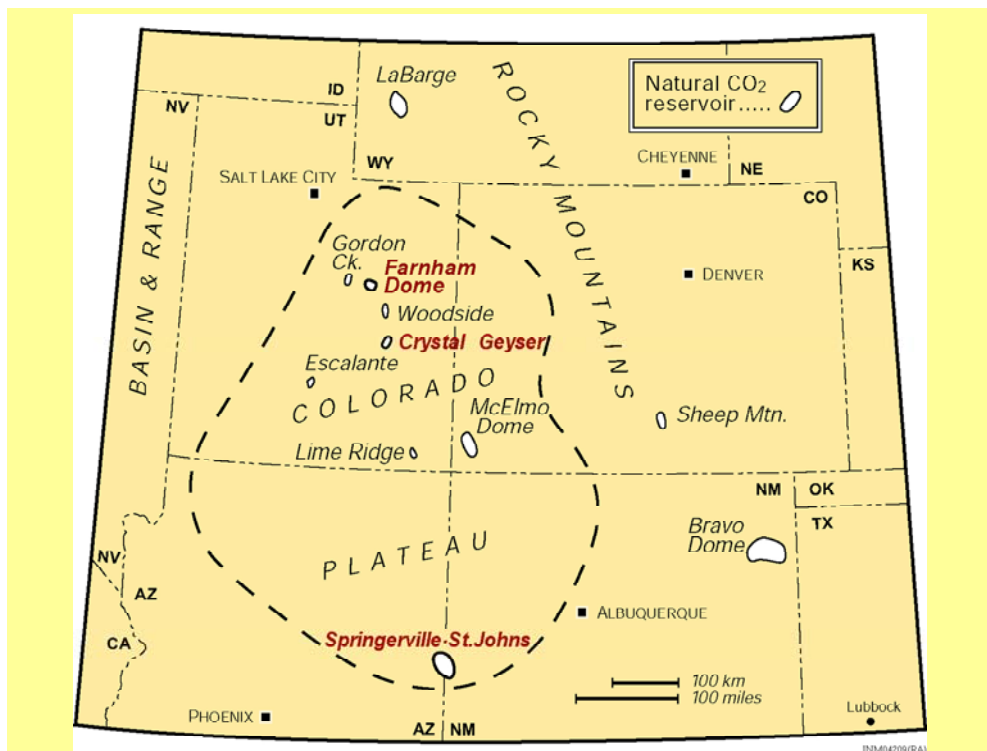 LaBarge
ROCKY MOUNTAINS
Natural CO2
reservoir.....
ID
NV
UT
CHEYENNE
WY
NE
SALT LAKE CITY
CO
BASIN & RANGE
Gordon
Ck.
Farnham
Dome
KS
DENVER
Woodside
Crystal Geyser
Escalante
COLORADO
McElmo
Dome
Sheep Mtn.
Lime Ridge
NM
OK
TX
Bravo
Dome
PLATEAU
NV
AZ
ALBUQUERQUE
CA
Springerville-St.Johns
100 km
100 miles
PHOENIX
AZ
NM
Lubbock
INM04209(RA)